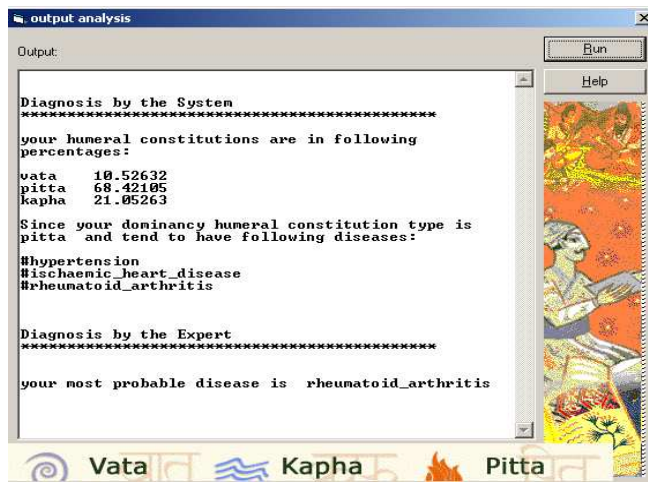 output analysis
Output:
Run
Help
Diagnosis by the System
***********************************************
your humeral constitutions are in following
percentages:
vata 10.52632
pitta 68.42105
kapha 21.05263
Since your dominancy humeral constitution type is
pitta and tend to have following diseases:
#hypertension
#ischaemic_heart_disease
#rheumatoid_arthritis
Diagnosis by the Expert
***********************************************
your most probable disease is rheumatoid_arthritis
Vata Kapha Pitta